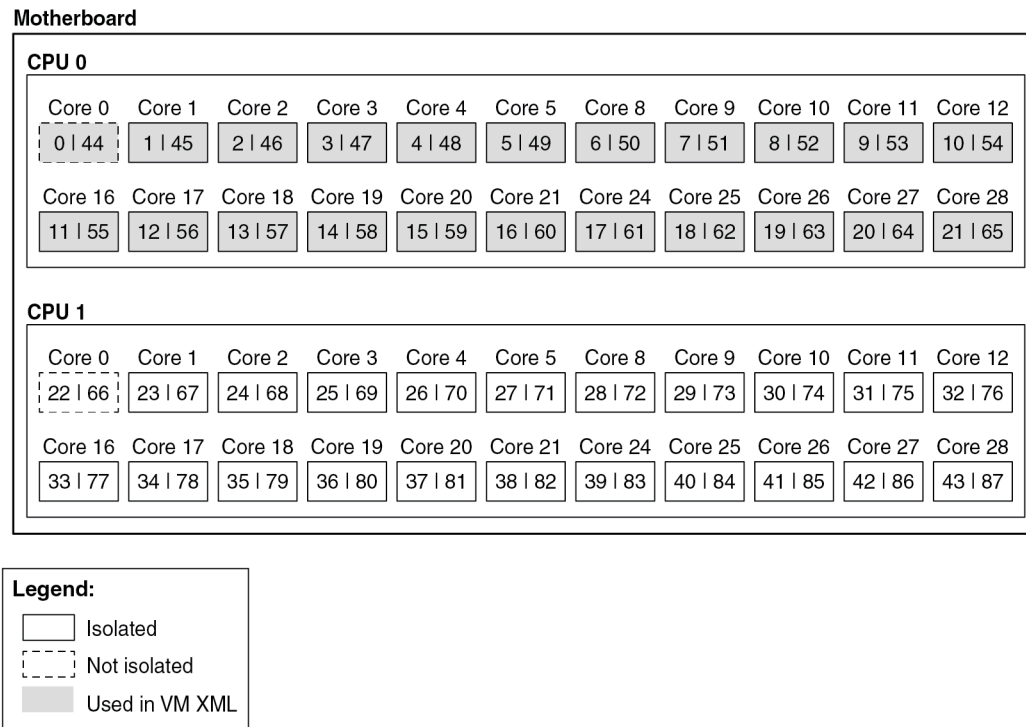 Motherboard
CPU 0
Core 0 Core 1 Core 2 Core 3 Core 4 Core 5 Core 8 Core 9 Core 10 Core 11 Core 12
0 | 44 1 | 45 2 | 46 3 | 47 4 | 48 5 | 49 6 | 50 7 | 51 8 | 52 9 | 53 10 | 54
Core 16 Core 17 Core 18 Core 19 Core 20 Core 21 Core 24 Core 25 Core 26 Core 27 Core 28
11 | 55 12 | 56 13 | 57 14 | 58 15 | 59 16 | 60 17 | 61 18 | 62 19 | 63 20 | 64 21 | 65
CPU 1
Core 0 Core 1 Core 2 Core 3 Core 4 Core 5 Core 8 Core 9 Core 10 Core 11 Core 12
22 | 66 23 | 67 24 | 68 25 | 69 26 | 70 27 | 71 28 | 72 29 | 73 30 | 74 31 | 75 32 | 76
Core 16 Core 17 Core 18 Core 19 Core 20 Core 21 Core 24 Core 25 Core 26 Core 27 Core 28
33 | 77 34 | 78 35 | 79 36 | 80 37 | 81 38 | 82 39 | 83 40 | 84 41 | 85 42 | 86 43 | 87
Legend:
Isolated
Not isolated
Used in VM XML